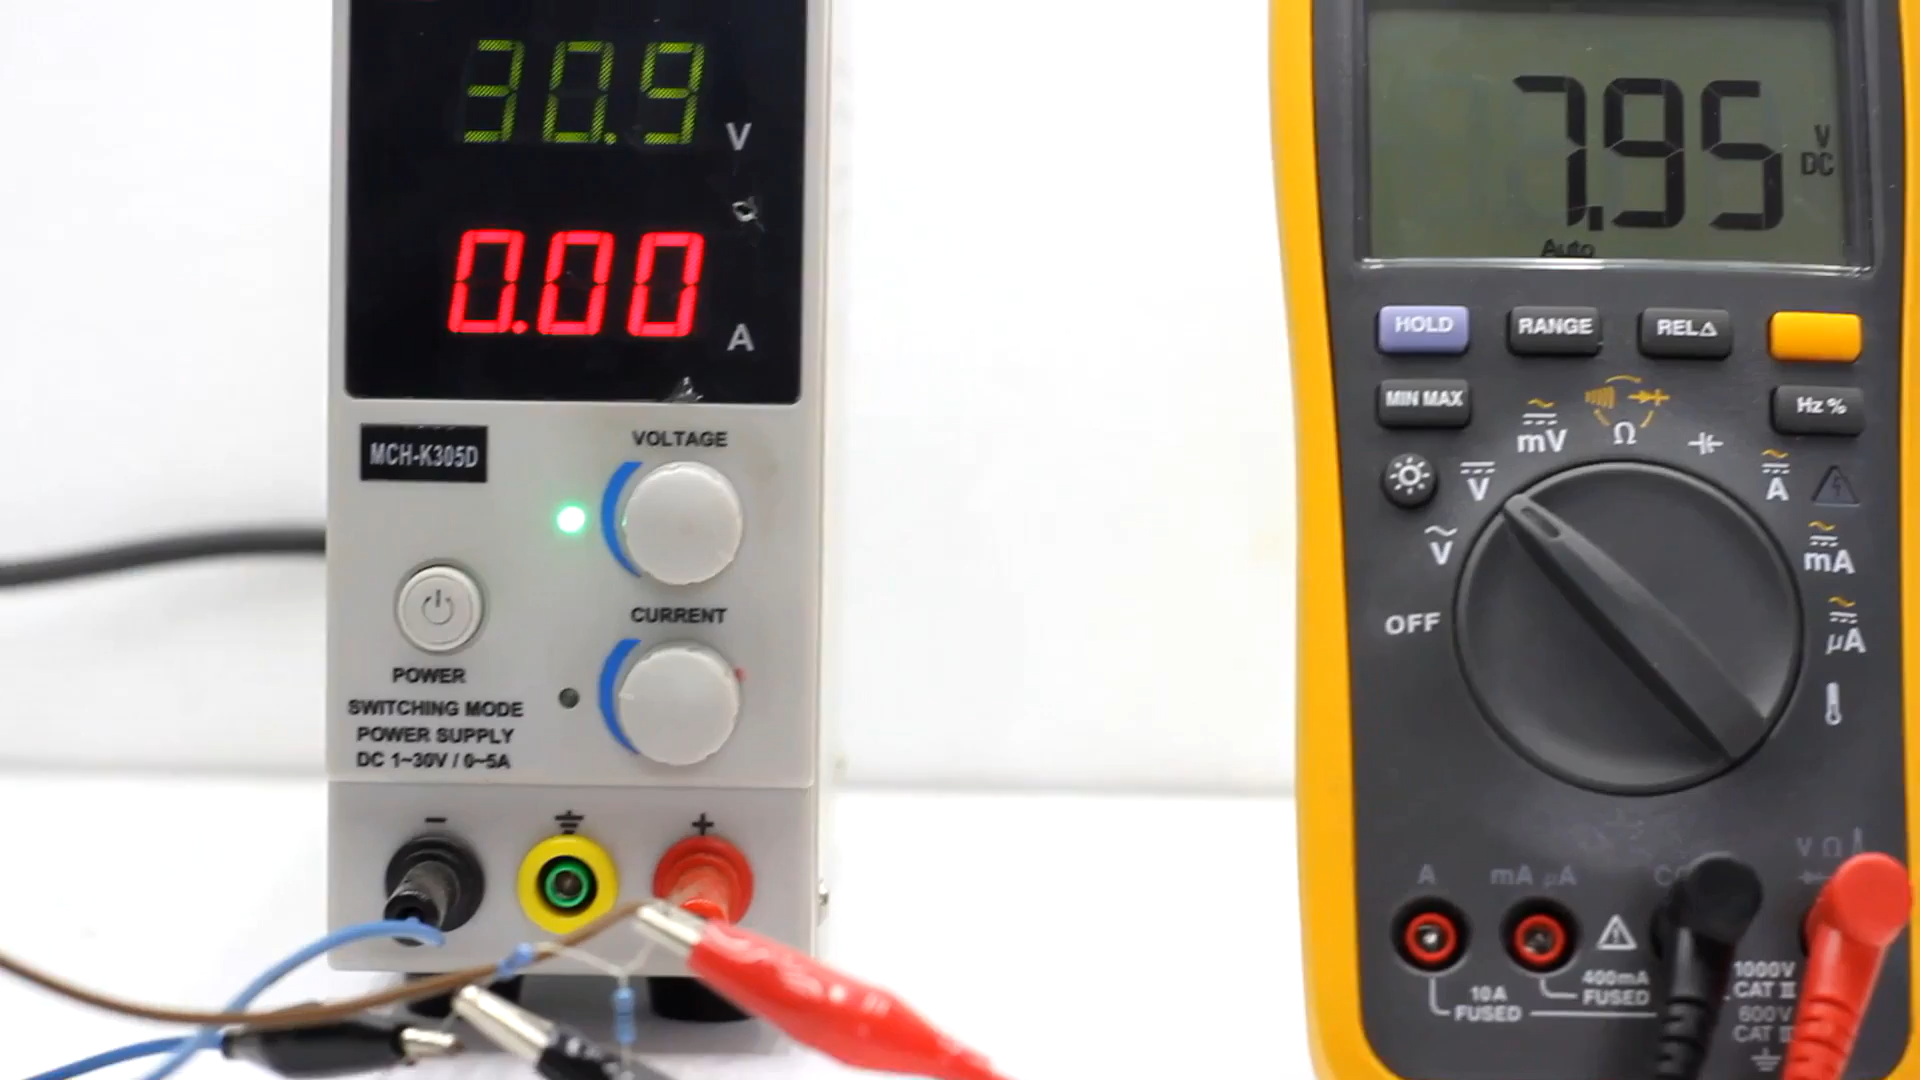 30.9
V
0.00
A
MCH-K305D
VOLTAGE
CURRENT
POWER
SWITCHING MODE
POWER SUPPLY
DC 1~30V / 0~5A
-
+
7.95
V
DC
Auto
HOLD
RANGE
REL△
MIN MAX
Hz %
mV
Ω
V
A
V
mA
OFF
µA
A
mA µA
V Ω
400mA
FUSED
10A
FUSED
1000V
CAT II
600V